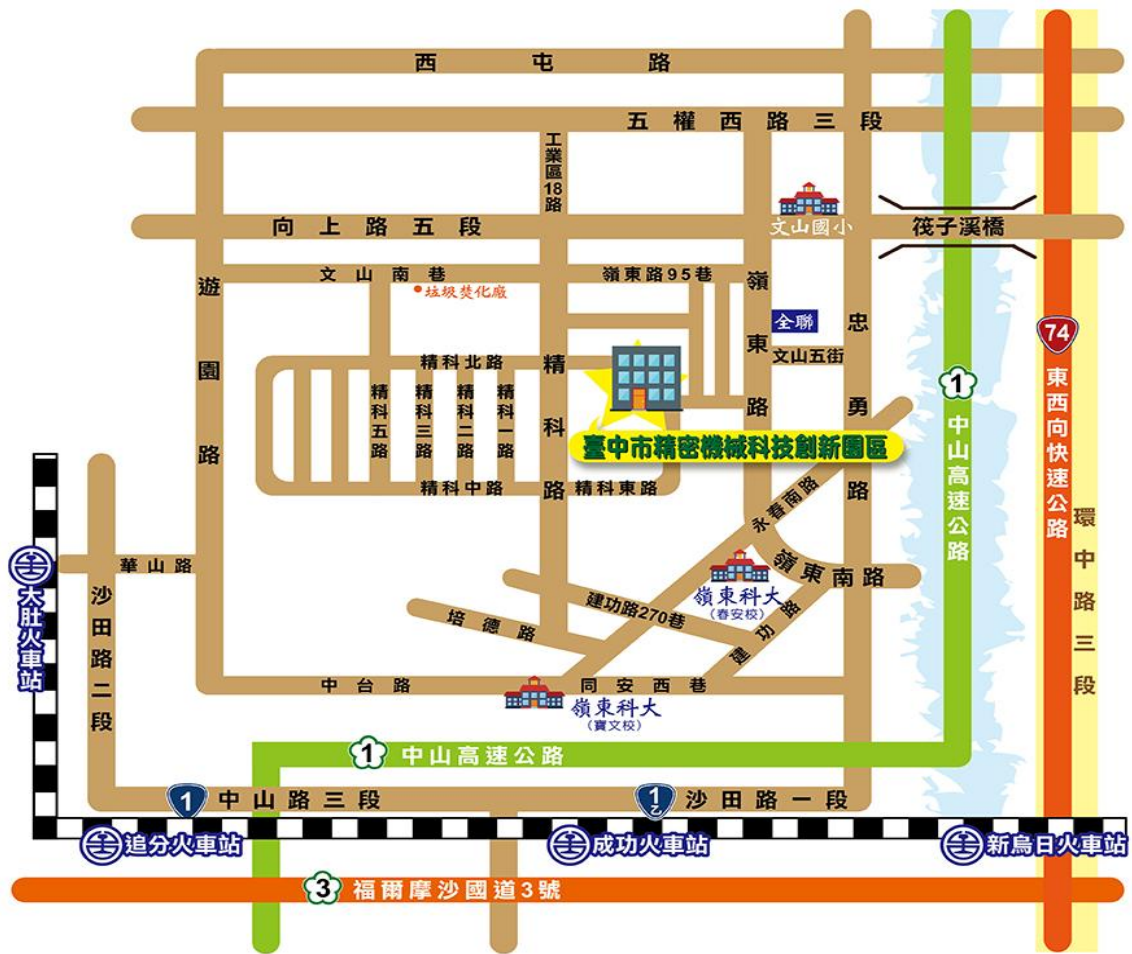 西屯路
五權西路三段
工業區18路
文山國小
向上路五段
筏子溪橋
文山南巷
嶺東路95巷
垃圾焚化廠
遊園路
嶺東路
全聯
忠勇路
74
文山五街
精科北路
精科路
1
東西向快速公路
中山高速公路
精科五路
精科三路
精科二路
精科一路
臺中市精密機械科技創新園區
精科中路
精科東路
永春南路
環中路三段
華山路
大肚火車站
沙田路二段
嶺東南路
嶺東科大
(春安校)
建功路270巷
培德路
建功路
中台路
同安西巷
嶺東科大
(寶文校)
1
中山高速公路
1
中山路三段
1乙
沙田路一段
追分火車站
成功火車站
新烏日火車站
3
福爾摩沙國道3號